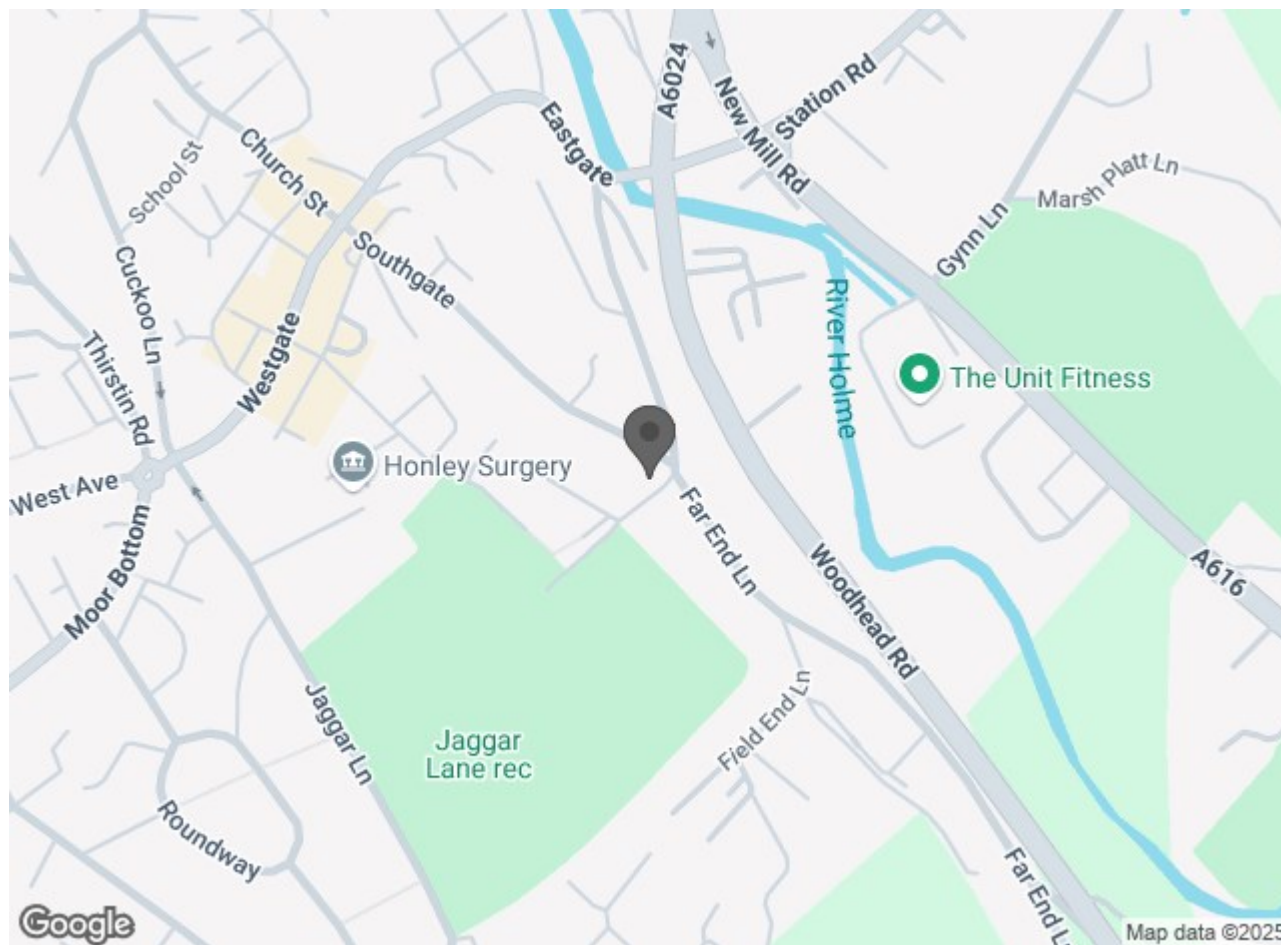 A6024
New Mill Rd
Station Rd
Eastgate
Church St
School St
Marsh Platt Ln
Gynn Ln
Southgate
Cuckoo Ln
River Holme
Thirstin Rd
Westgate
The Unit Fitness
Honley Surgery
West Ave
Far End Ln
Moor Bottom
Woodhead Rd
A616
Jaggar Ln
Field End Ln
Jaggar
Lane rec
Roundway
Far End Ln
Google
Map data ©2025